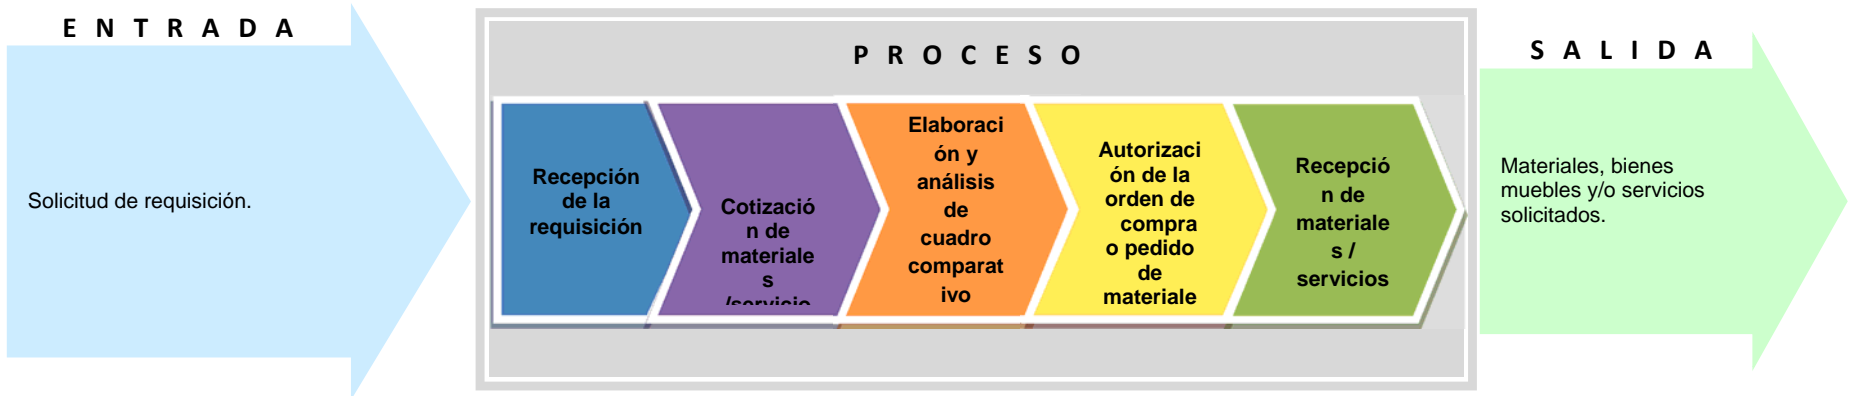 E N T R A D A
Solicitud de requisición.
P R O C E S O
Recepción
de la
requisición
Cotizació
n de
materiale
s
/servicio
Elaboraci
ón y
análisis
de
cuadro
comparat
ivo
Autorizaci
ón de la
orden de
compra
o pedido
de
materiale
Recepció
n de
materiale
s /
servicios
S A L I D A
Materiales, bienes
muebles y/o servicios
solicitados.